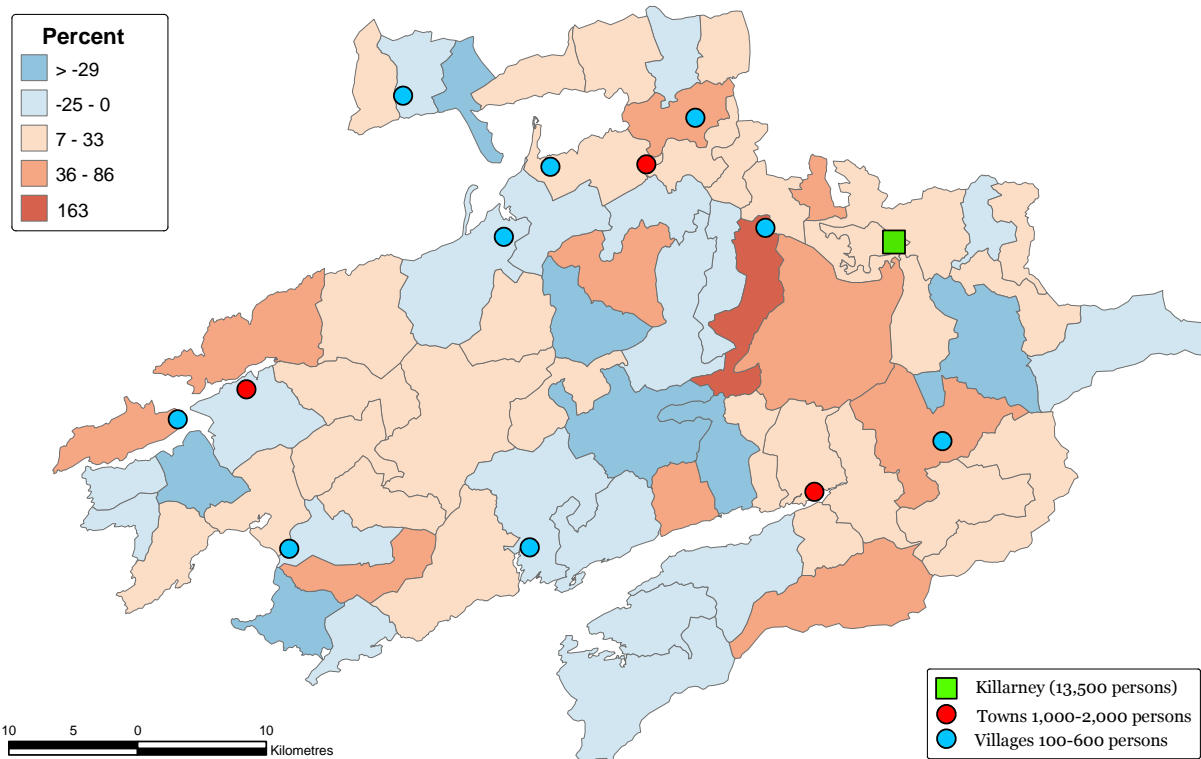 Percent
> -29
-25 - 0
7 - 33
36 - 86
163
Killarney (13,500 persons)
Towns 1,000-2,000 persons
Villages 100-600 persons
10 5 0 10
Kilometres